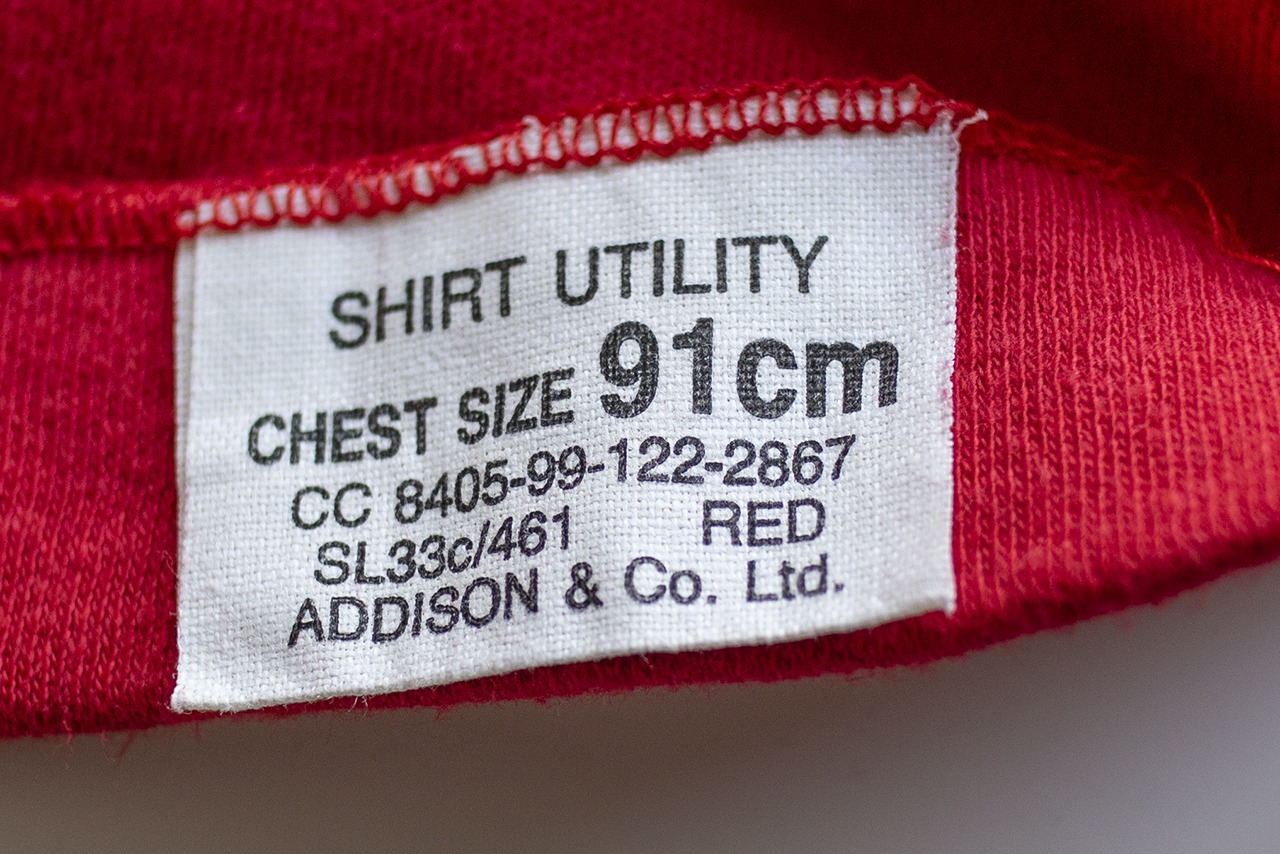 SHIRT UTILITY
CHEST SIZE 91cm
CC 8405-99-122-2867
SL33c/461 RED
ADDISON & Co. Ltd.